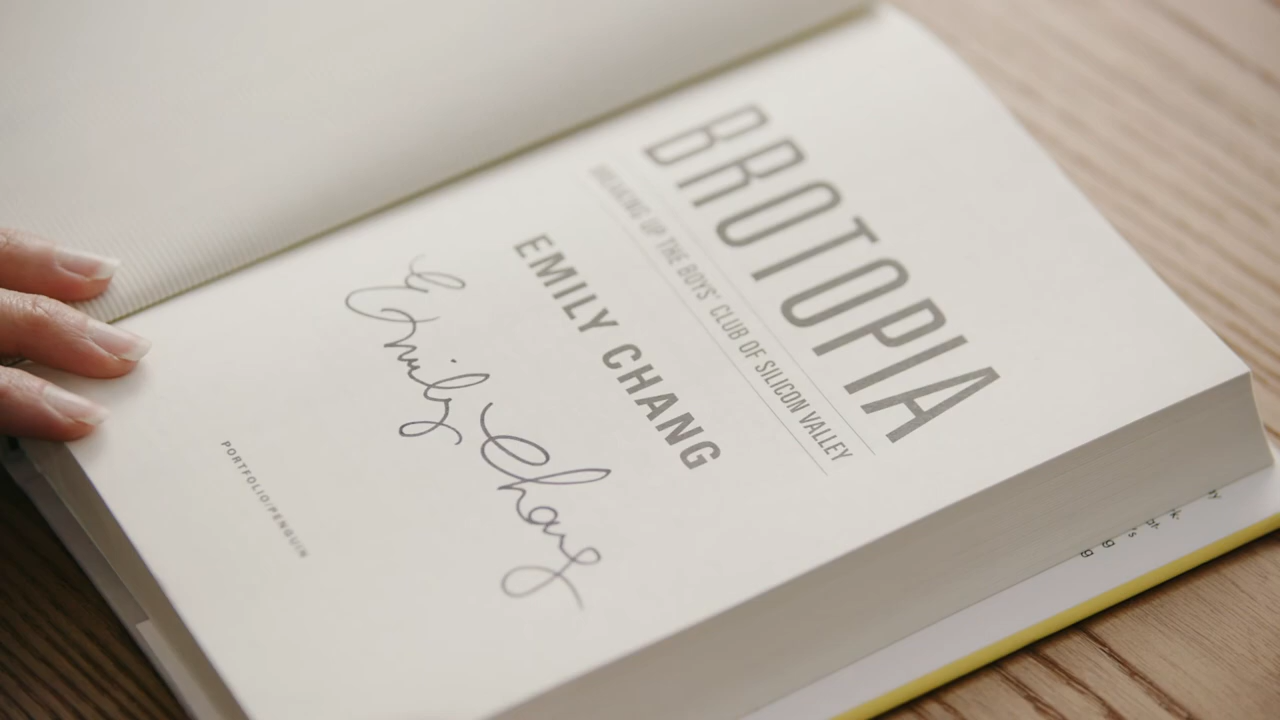 BROTOPIA
BREAKING UP THE BOYS' CLUB OF SILICON VALLEY
EMILY CHANG
Emily Chang
PORTFOLIO/PENGUIN